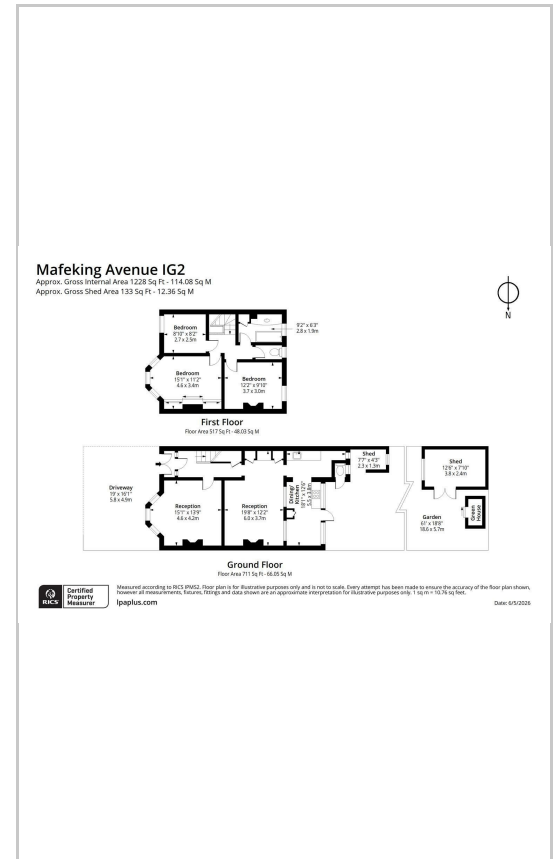 Mafeking Avenue IG2
Approx. Gross Internal Area 1228 Sq Ft - 114.08 Sq M
Approx. Gross Shed Area 133 Sq Ft - 12.36 Sq M
N
Bedroom
8'10" x 8'2"
2.7 x 2.5m
9'2" x 6'3"
2.8 x 1.9m
Bedroom
15'1" x 11'2"
4.6 x 3.4m
Bedroom
12'2" x 9'10"
3.7 x 3.0m
First Floor
Floor Area 517 Sq Ft - 48.03 Sq M
Driveway
19' x 16'1"
5.8 x 4.9m
Reception
15'1" x 13'9"
4.6 x 4.2m
Reception
19'8" x 12'2"
6.0 x 3.7m
Dining/
Kitchen
18'1" x 12'6"
5.5 x 3.8m
Shed
7'7" x 4'3"
2.3 x 1.3m
Shed
12'6" x 7'10"
3.8 x 2.4m
Garden
61' x 18'8"
18.6 x 5.7m
Green
House
Ground Floor
Floor Area 711 Sq Ft - 66.05 Sq M
RICS
Certified
Property
Measurer
Measured according to RICS IPMS2. Floor plan is for illustrative purposes only and is not to scale. Every attempt has been made to ensure the accuracy of the floor plan shown,
however all measurements, fixtures, fittings and data shown are an approximate interpretation for illustrative purposes only. 1 sq m = 10.76 sq feet.
lpaplus.com
Date: 6/5/2026